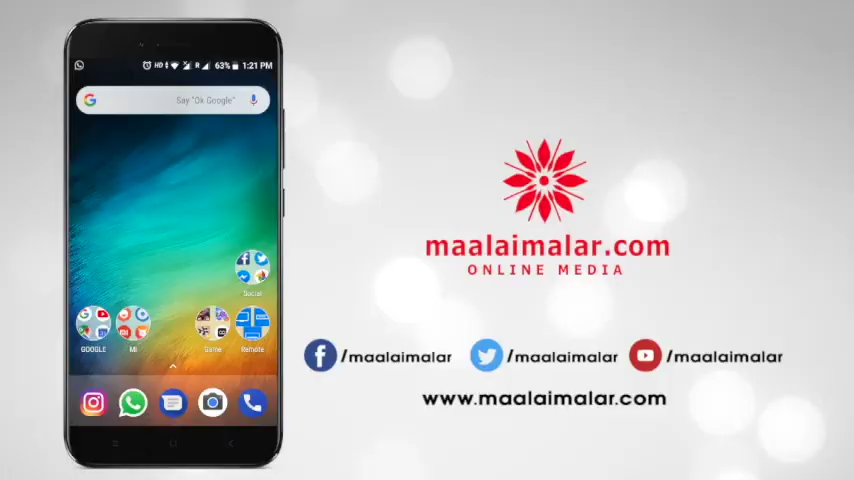 HD R 63% 1:21 PM
Say "Ok Google"
Social
GOOGLE MI Game Remote
maalaimalar.com
ONLINE MEDIA
/maalaimalar /maalaimalar /maalaimalar
www.maalaimalar.com